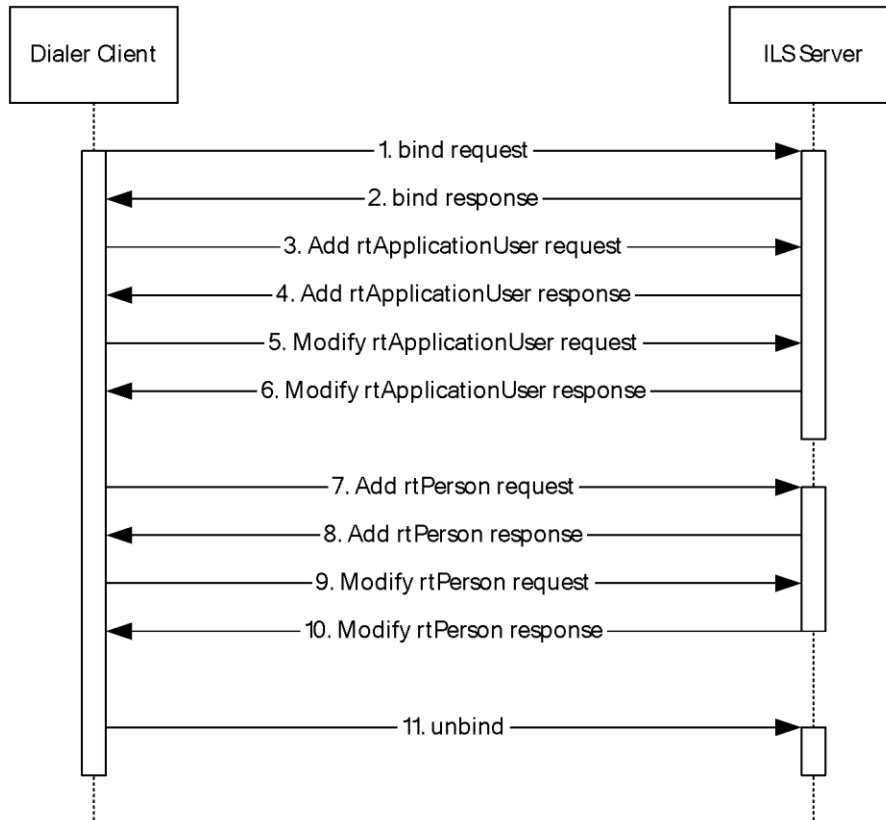 Dialer Client
ILS Server
1. bind request
2. bind response
3. Add rtApplicationUser request
4. Add rtApplicationUser response
5. Modify rtApplicationUser request
6. Modify rtApplicationUser response
7. Add rtPerson request
8. Add rtPerson response
9. Modify rtPerson request
10. Modify rtPerson response
11. unbind